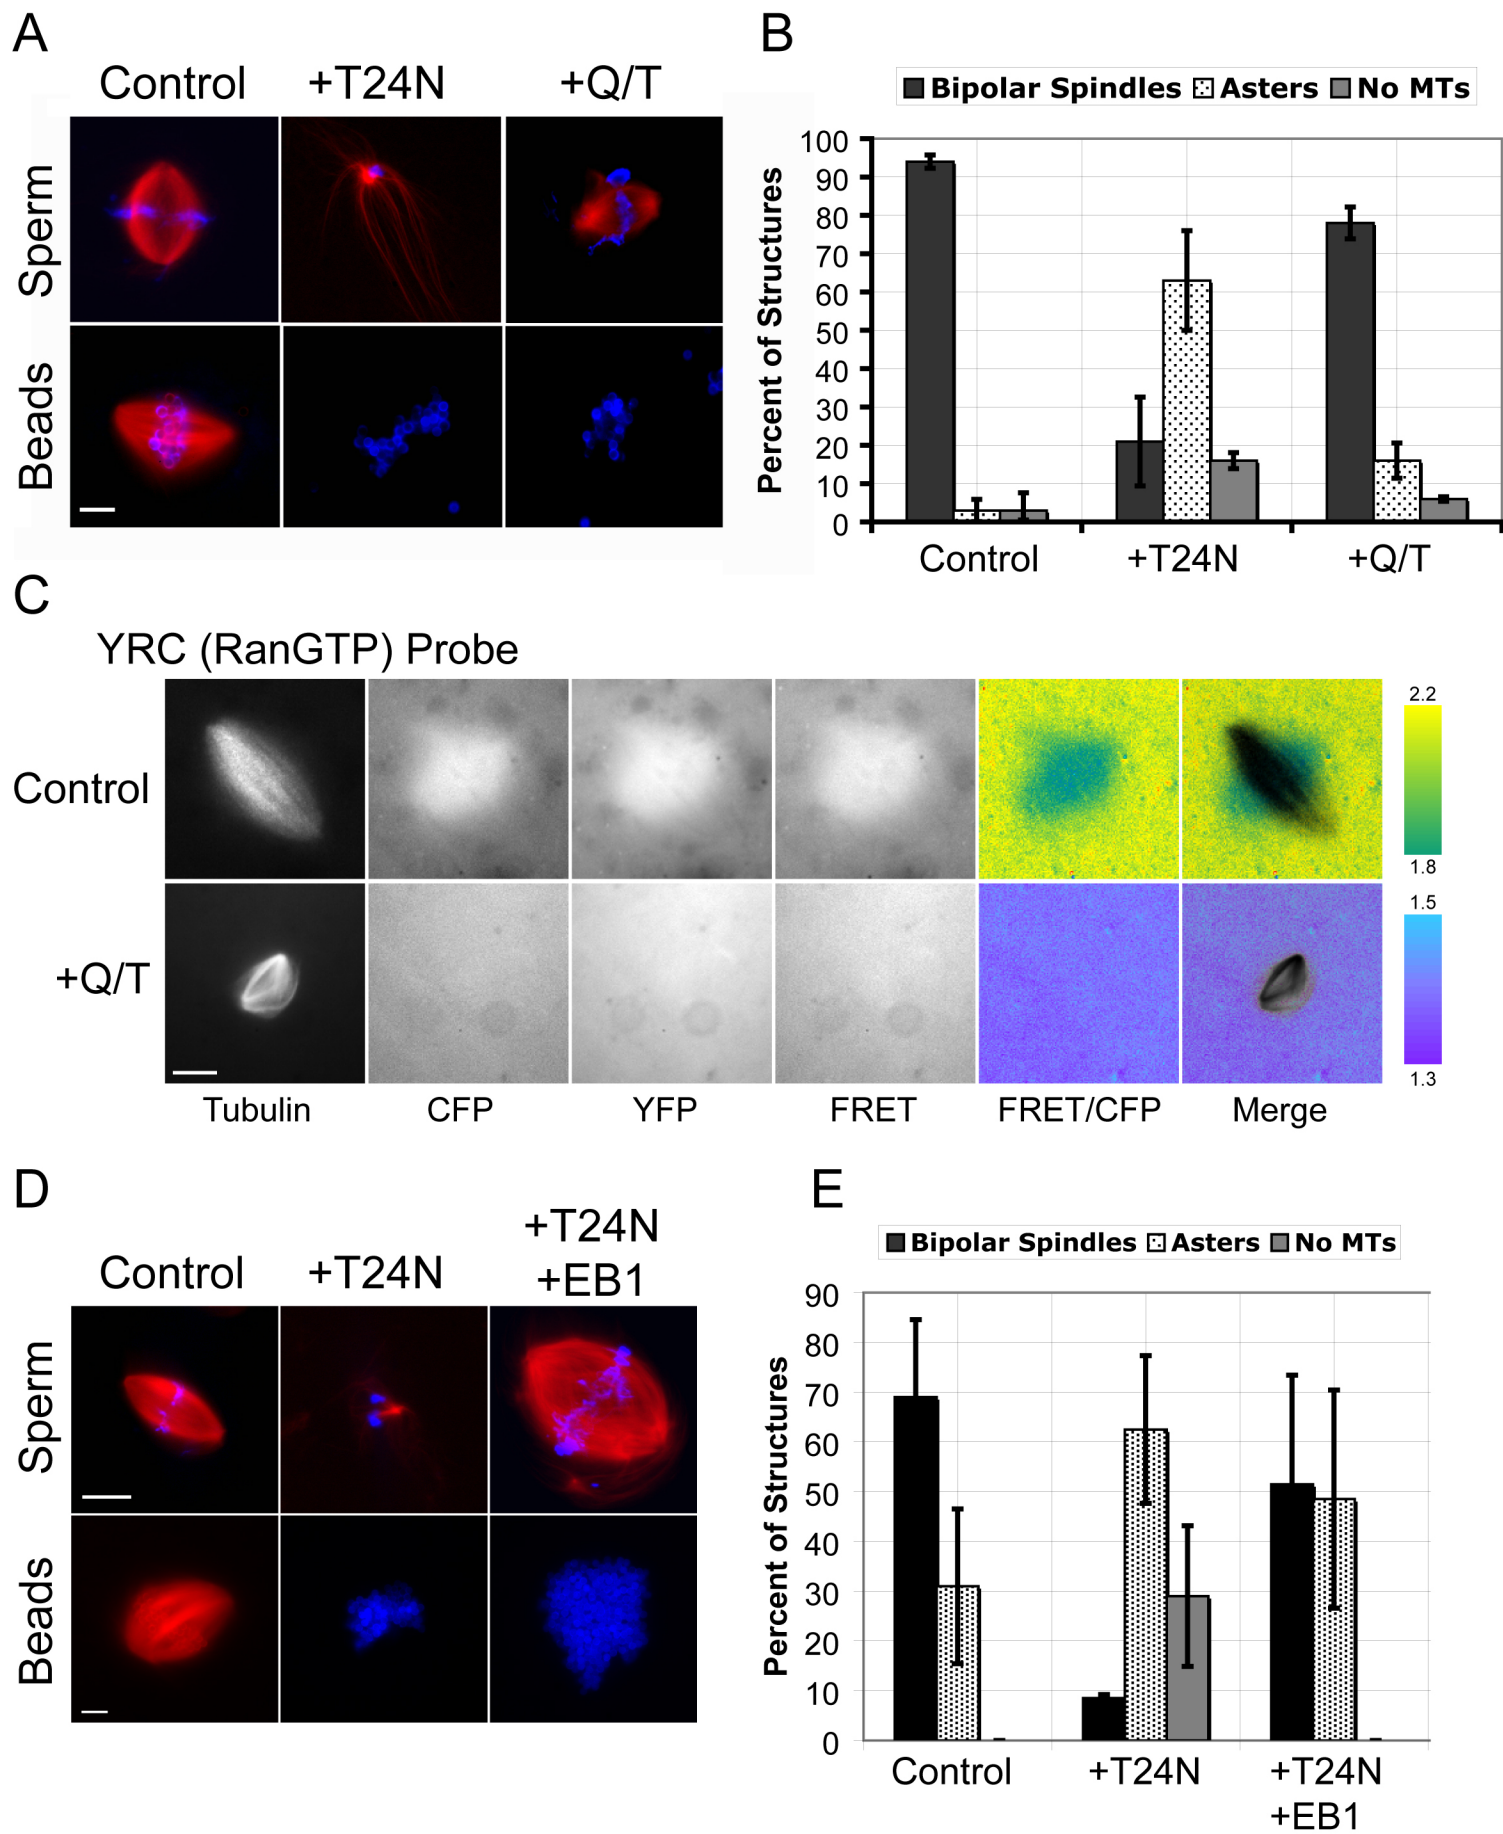 A
Control
+T24N
+Q/T
Sperm
Beads
B
Bipolar Spindles Asters No MTs
Percent of Structures
100
90
80
70
60
50
40
30
20
10
0
Control
+T24N
+Q/T
C
YRC (RanGTP) Probe
Control
+Q/T
2.2
1.8
1.5
1.3
Tubulin
CFP
YFP
FRET
FRET/CFP
Merge
D
Control
+T24N
+T24N
+EB1
Sperm
Beads
E
Bipolar Spindles Asters No MTs
Percent of Structures
90
80
70
60
50
40
30
20
10
0
Control
+T24N
+T24N
+EB1